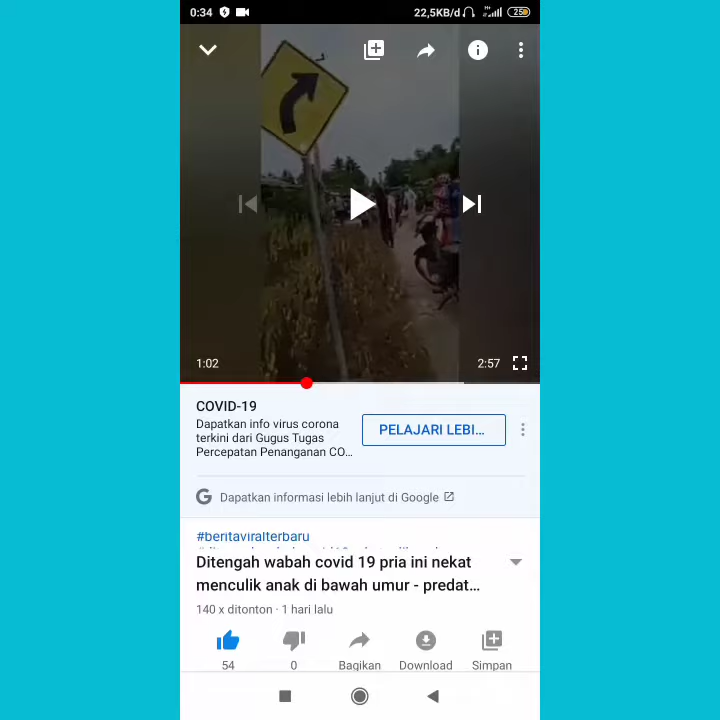 0:34
22,5KB/d
25
1:02
2:57
COVID-19
Dapatkan info virus corona
terkini dari Gugus Tugas
Percepatan Penanganan CO...
PELAJARI LEBI...
Dapatkan informasi lebih lanjut di Google
#beritaviralterbaru
Ditengah wabah covid 19 pria ini nekat
menculik anak di bawah umur - predat...
140 x ditonton · 1 hari lalu
54
0
Bagikan
Download
Simpan